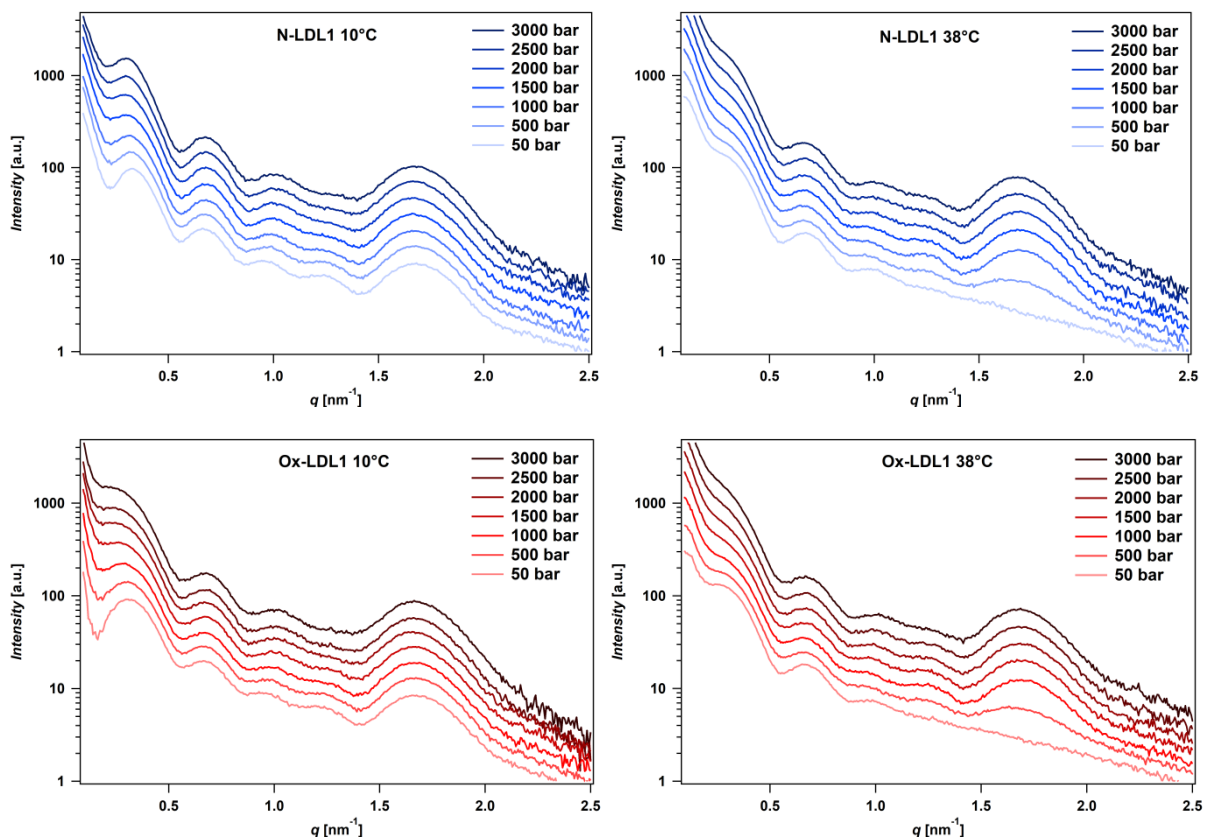 N-LDL1 10°C
3000 bar
2500 bar
2000 bar
1500 bar
1000 bar
500 bar
50 bar
1000
100
10
1
Intensity [a.u.]
0.5 1.0 1.5 2.0 2.5
q [nm⁻¹]
N-LDL1 38°C
3000 bar
2500 bar
2000 bar
1500 bar
1000 bar
500 bar
50 bar
1000
100
10
1
Intensity [a.u.]
0.5 1.0 1.5 2.0 2.5
q [nm⁻¹]
Ox-LDL1 10°C
3000 bar
2500 bar
2000 bar
1500 bar
1000 bar
500 bar
50 bar
1000
100
10
1
Intensity [a.u.]
0.5 1.0 1.5 2.0 2.5
q [nm⁻¹]
Ox-LDL1 38°C
3000 bar
2500 bar
2000 bar
1500 bar
1000 bar
500 bar
50 bar
1000
100
10
1
Intensity [a.u.]
0.5 1.0 1.5 2.0 2.5
q [nm⁻¹]